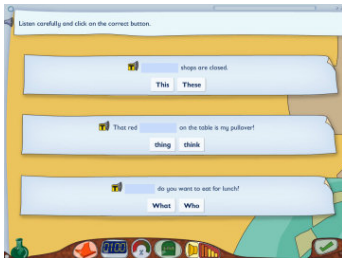 Listen carefully and click on the correct button.
shops are closed.
This These
That red on the table is my pullover!
thing think
do you want to eat for lunch?
What Who